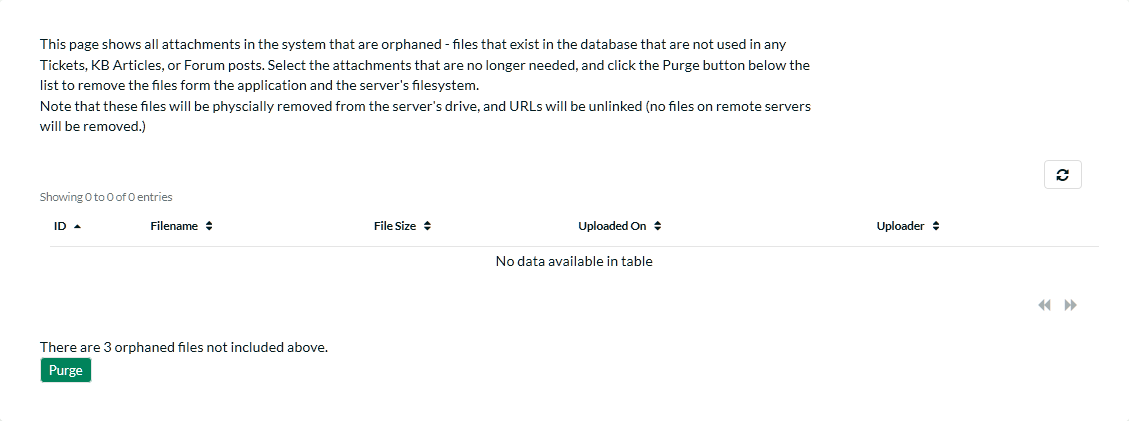 This page shows all attachments in the system that are orphaned - files that exist in the database that are not used in any
Tickets, KB Articles, or Forum posts. Select the attachments that are no longer needed, and click the Purge button below the
list to remove the files form the application and the server's filesystem.
Note that these files will be physcially removed from the server's drive, and URLs will be unlinked (no files on remote servers
will be removed.)
Showing 0 to 0 of 0 entries
ID Filename File Size Uploaded On Uploader
No data available in table
There are 3 orphaned files not included above.
Purge